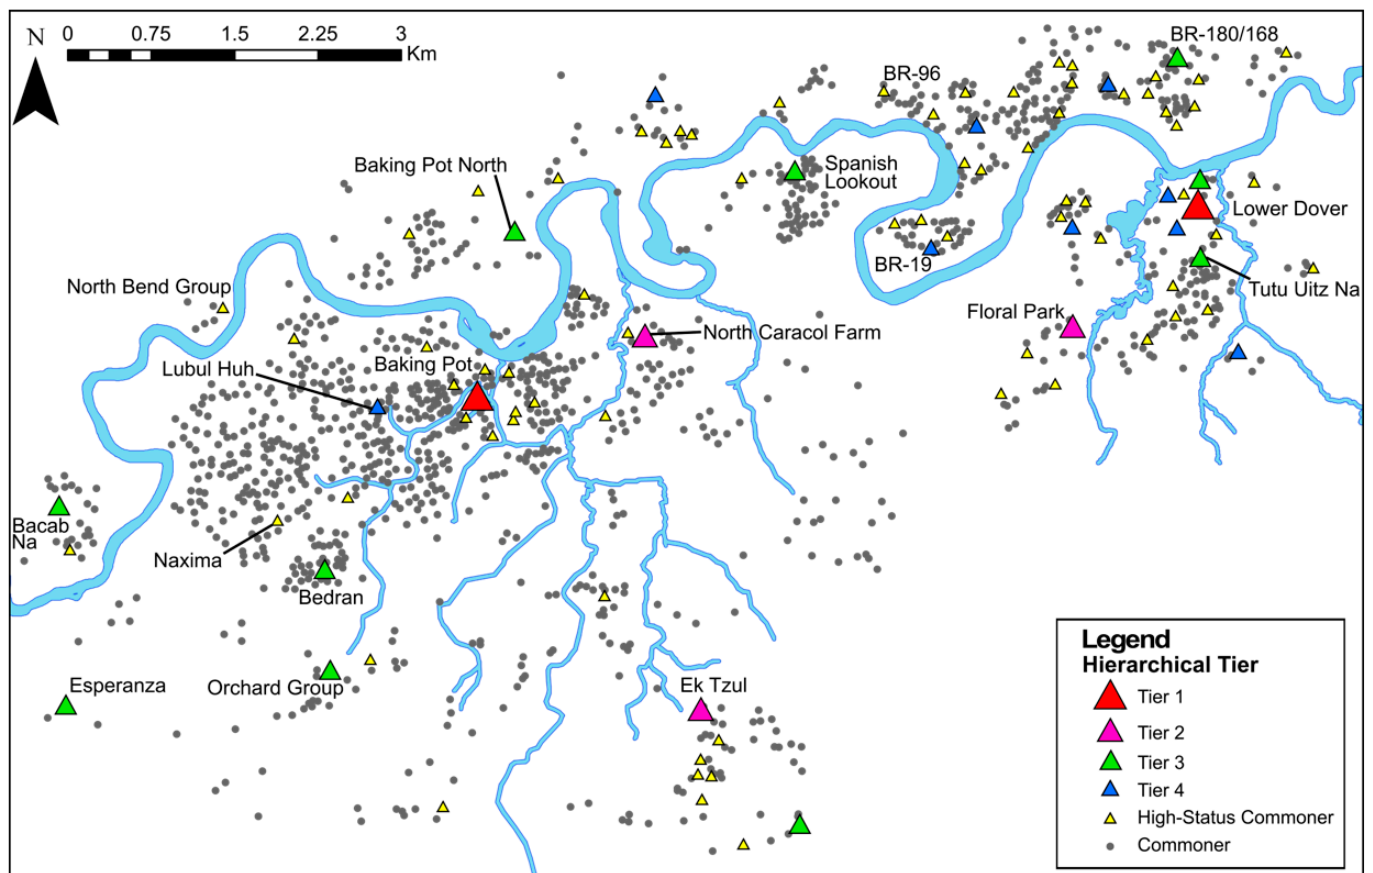 N
0 0.75 1.5 2.25 3
Km
BR-180/168
BR-96
Baking Pot North
Spanish
Lookout
Lower Dover
BR-19
North Bend Group
Tutu Uitz Na
Floral Park
North Caracol Farm
Baking Pot
Lubul Huh
Bacab
Na
Naxima
Bedran
Esperanza
Orchard Group
Ek Tzul
Legend
Hierarchical Tier
Tier 1
Tier 2
Tier 3
Tier 4
High-Status Commoner
Commoner